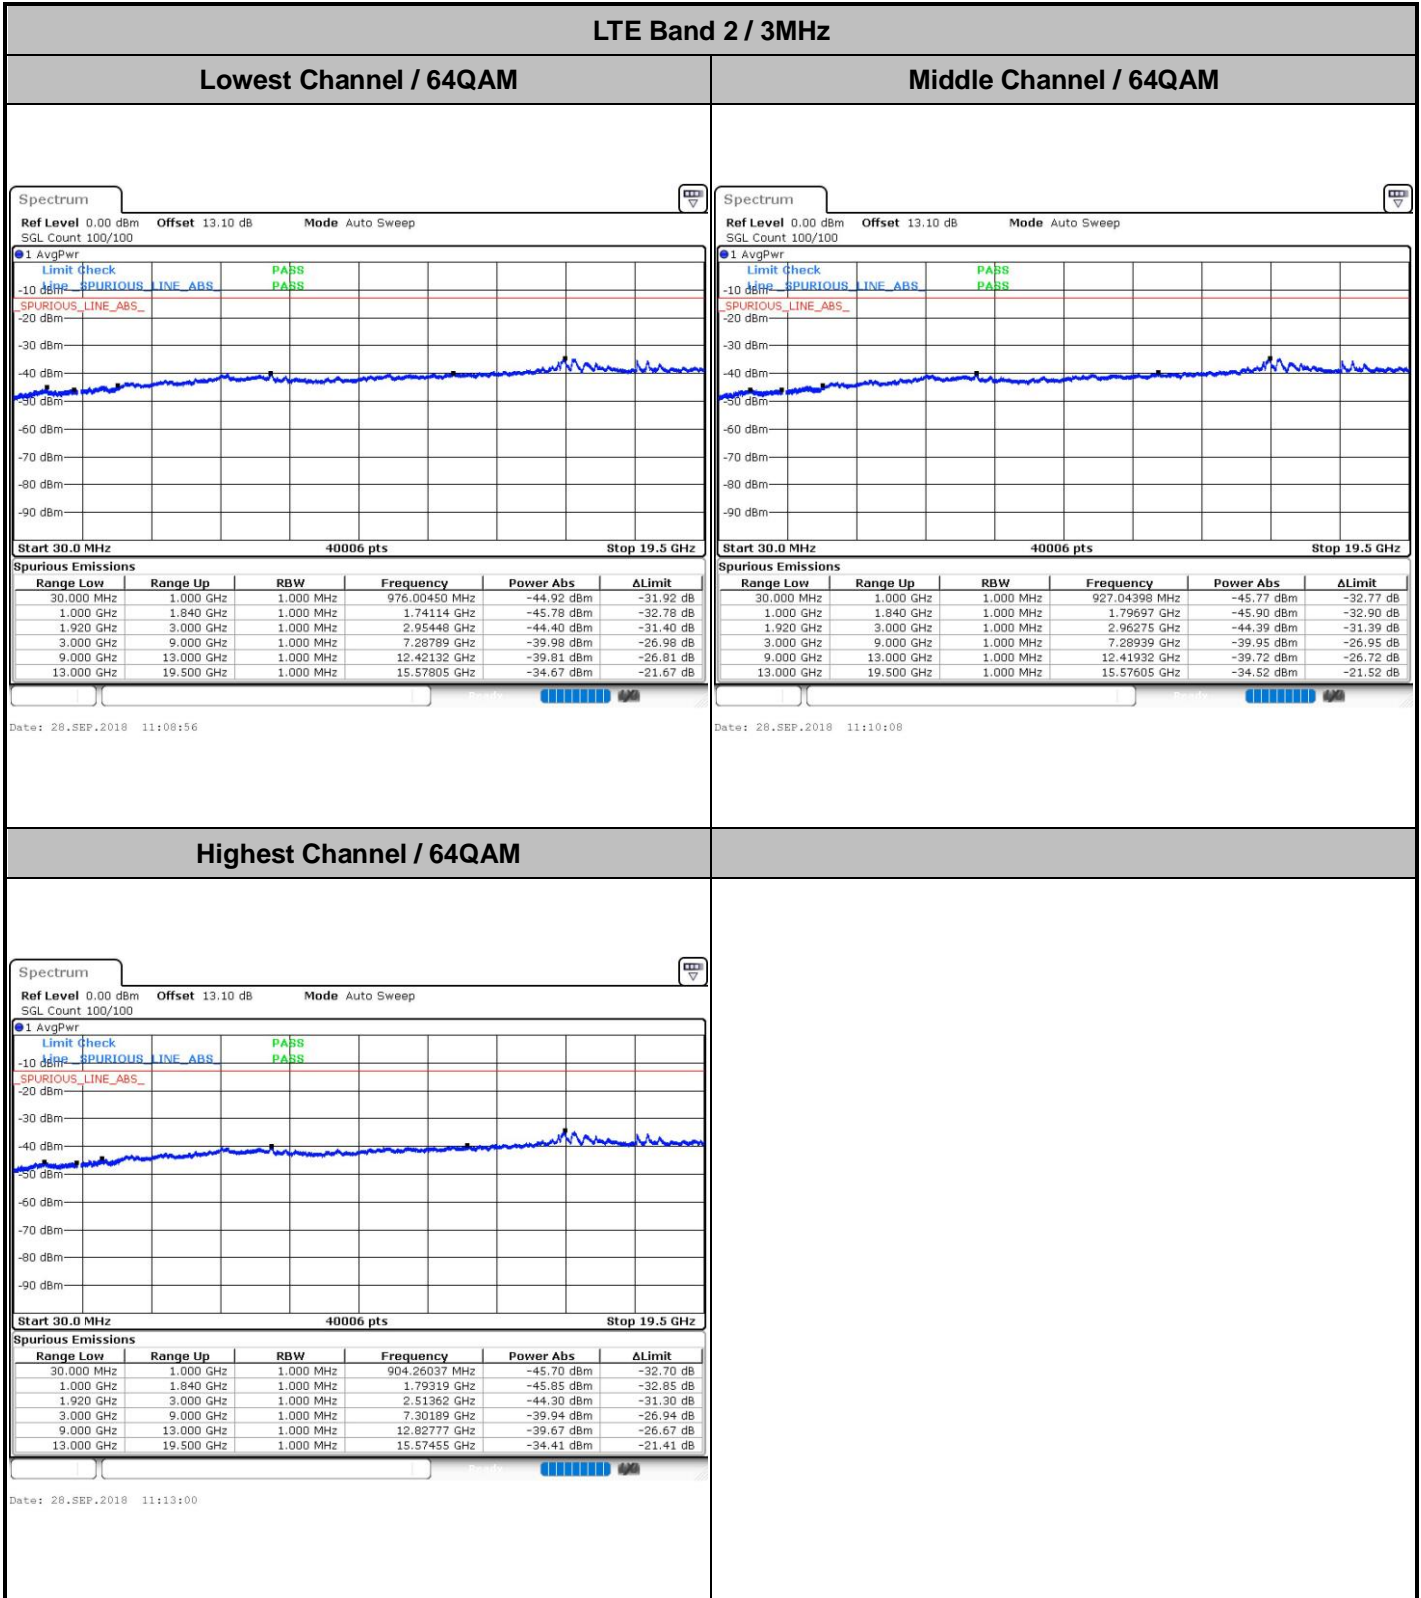 LTE Band 2 / 3MHz
Lowest Channel / 64QAM
Middle Channel / 64QAM
Spectrum
Ref Level 0.00 dBm Offset 13.10 dB Mode Auto Sweep
SGL Count 100/100
1 AvgPwr
Limit Check PASS
Line _SPURIOUS_LINE_ABS_ PASS
-10 dBm
_SPURIOUS_LINE_ABS_
-20 dBm
-30 dBm
-40 dBm
-50 dBm
-60 dBm
-70 dBm
-80 dBm
-90 dBm
Start 30.0 MHz 40006 pts Stop 19.5 GHz
Spurious Emissions
Range Low Range Up RBW Frequency Power Abs ΔLimit
30.000 MHz 1.000 GHz 1.000 MHz 976.00450 MHz -44.92 dBm -31.92 dB
1.000 GHz 1.840 GHz 1.000 MHz 1.74114 GHz -45.78 dBm -32.78 dB
1.920 GHz 3.000 GHz 1.000 MHz 2.95448 GHz -44.40 dBm -31.40 dB
3.000 GHz 9.000 GHz 1.000 MHz 7.28789 GHz -39.98 dBm -26.98 dB
9.000 GHz 13.000 GHz 1.000 MHz 12.42132 GHz -39.81 dBm -26.81 dB
13.000 GHz 19.500 GHz 1.000 MHz 15.57805 GHz -34.67 dBm -21.67 dB
Ready
Date: 28.SEP.2018 11:08:56
Spectrum
Ref Level 0.00 dBm Offset 13.10 dB Mode Auto Sweep
SGL Count 100/100
1 AvgPwr
Limit Check PASS
Line _SPURIOUS_LINE_ABS_ PASS
-10 dBm
_SPURIOUS_LINE_ABS_
-20 dBm
-30 dBm
-40 dBm
-50 dBm
-60 dBm
-70 dBm
-80 dBm
-90 dBm
Start 30.0 MHz 40006 pts Stop 19.5 GHz
Spurious Emissions
Range Low Range Up RBW Frequency Power Abs ΔLimit
30.000 MHz 1.000 GHz 1.000 MHz 927.04398 MHz -45.77 dBm -32.77 dB
1.000 GHz 1.840 GHz 1.000 MHz 1.79697 GHz -45.90 dBm -32.90 dB
1.920 GHz 3.000 GHz 1.000 MHz 2.96275 GHz -44.39 dBm -31.39 dB
3.000 GHz 9.000 GHz 1.000 MHz 7.28939 GHz -39.95 dBm -26.95 dB
9.000 GHz 13.000 GHz 1.000 MHz 12.41932 GHz -39.72 dBm -26.72 dB
13.000 GHz 19.500 GHz 1.000 MHz 15.57605 GHz -34.52 dBm -21.52 dB
Ready
Date: 28.SEP.2018 11:10:08
Highest Channel / 64QAM
Spectrum
Ref Level 0.00 dBm Offset 13.10 dB Mode Auto Sweep
SGL Count 100/100
1 AvgPwr
Limit Check PASS
Line _SPURIOUS_LINE_ABS_ PASS
-10 dBm
_SPURIOUS_LINE_ABS_
-20 dBm
-30 dBm
-40 dBm
-50 dBm
-60 dBm
-70 dBm
-80 dBm
-90 dBm
Start 30.0 MHz 40006 pts Stop 19.5 GHz
Spurious Emissions
Range Low Range Up RBW Frequency Power Abs ΔLimit
30.000 MHz 1.000 GHz 1.000 MHz 904.26037 MHz -45.70 dBm -32.70 dB
1.000 GHz 1.840 GHz 1.000 MHz 1.79319 GHz -45.85 dBm -32.85 dB
1.920 GHz 3.000 GHz 1.000 MHz 2.51362 GHz -44.30 dBm -31.30 dB
3.000 GHz 9.000 GHz 1.000 MHz 7.30189 GHz -39.94 dBm -26.94 dB
9.000 GHz 13.000 GHz 1.000 MHz 12.82777 GHz -39.67 dBm -26.67 dB
13.000 GHz 19.500 GHz 1.000 MHz 15.57455 GHz -34.41 dBm -21.41 dB
Ready
Date: 28.SEP.2018 11:13:00